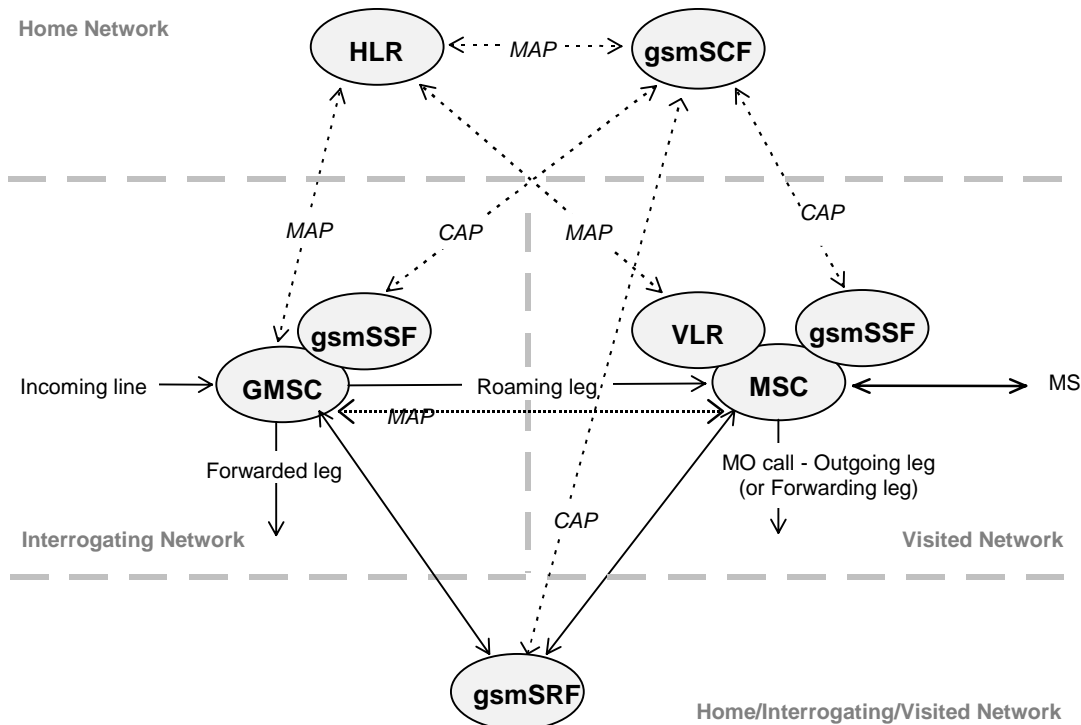 Home Network
HLR
MAP
gsmSCF
MAP
CAP
MAP
CAP
gsmSSF
VLR
gsmSSF
Incoming line
GMSC
Roaming leg
MSC
MS
MAP
Forwarded leg
MO call - Outgoing leg
(or Forwarding leg)
CAP
Interrogating Network
Visited Network
gsmSRF
Home/Interrogating/Visited Network